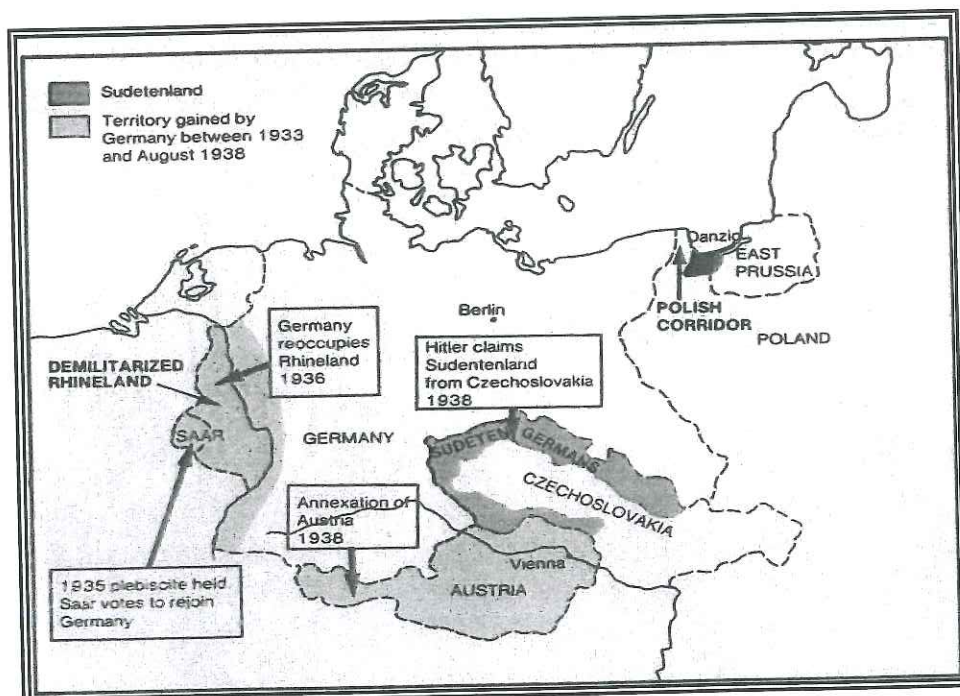 Sudetenland
Territory gained by
Germany between 1933
and August 1938
Danzig
EAST
PRUSSIA
POLISH
CORRIDOR
POLAND
Berlin
Germany
reoccupies
Rhineland
1936
Hitler claims
Sudentenland
from Czechoslovakia
1938
DEMILITARIZED
RHINELAND
SAAR
GERMANY
SUDETEN GERMANS
CZECHOSLOVAKIA
Annexation of
Austria
1938
Vienna
AUSTRIA
1935 plebiscite held
Saar votes to rejoin
Germany